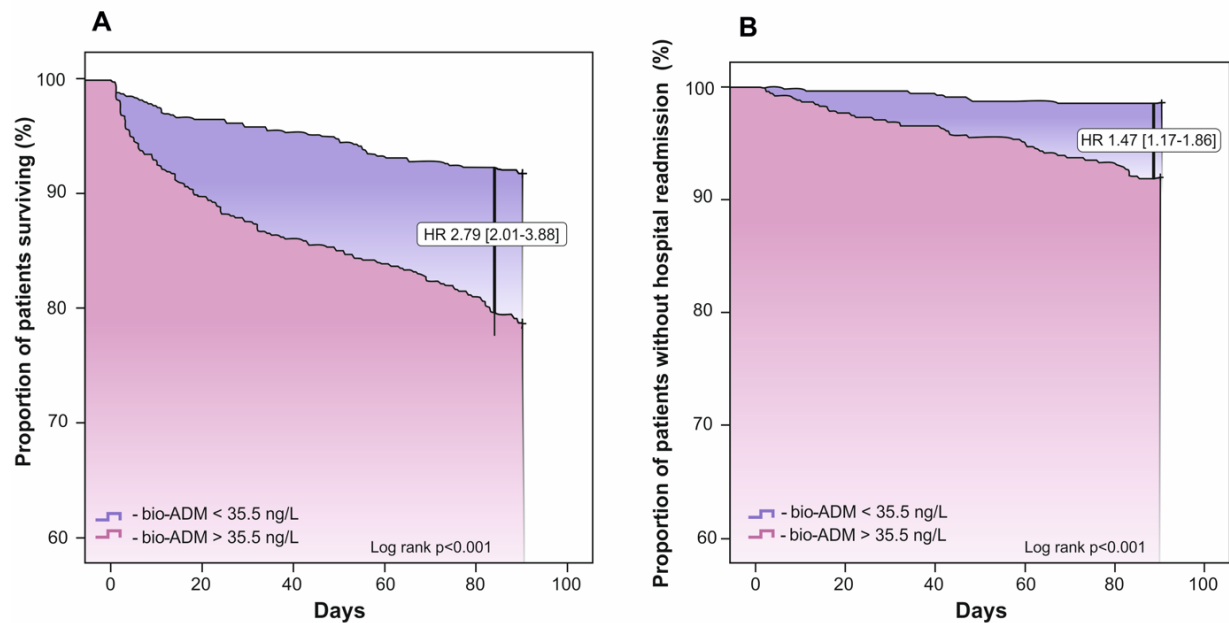 A
Proportion of patients surviving (%)
100
90
80
70
60
HR 2.79 [2.01-3.88]
- bio-ADM < 35.5 ng/L
- bio-ADM > 35.5 ng/L
Log rank p<0.001
0 20 40 60 80 100
Days
B
Proportion of patients without hospital readmission (%)
100
90
80
70
60
HR 1.47 [1.17-1.86]
- bio-ADM < 35.5 ng/L
- bio-ADM > 35.5 ng/L
Log rank p<0.001
0 20 40 60 80 100
Days